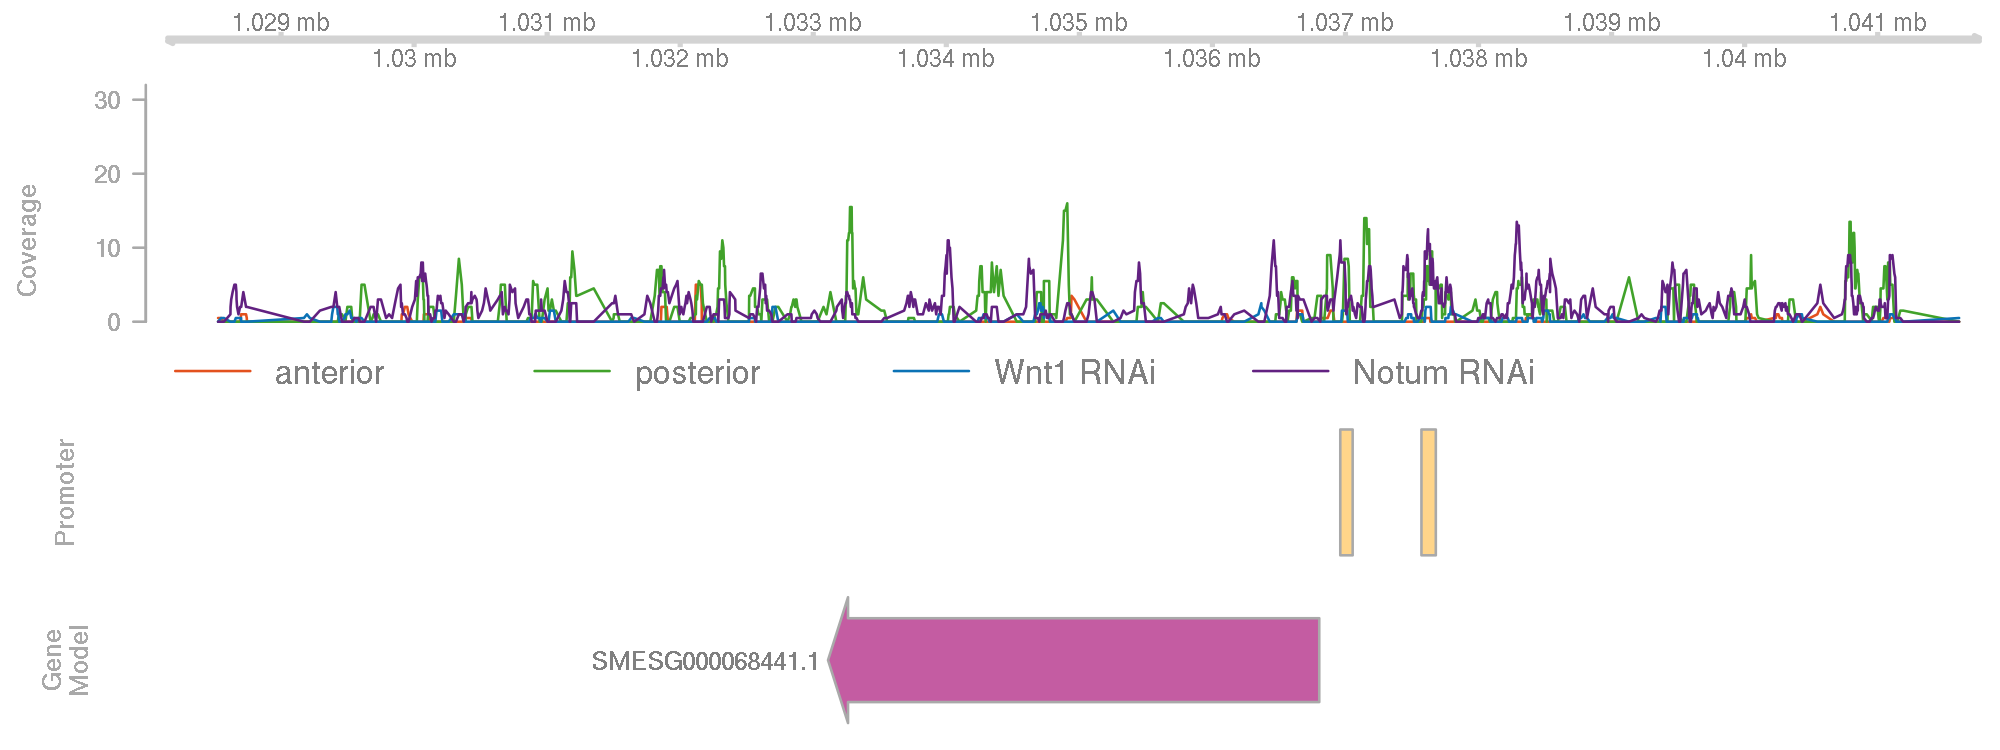 1.029 mb 1.031 mb 1.033 mb 1.035 mb 1.037 mb 1.039 mb 1.041 mb
1.03 mb 1.032 mb 1.034 mb 1.036 mb 1.038 mb 1.04 mb
30
20
10
0
Coverage
anterior posterior Wnt1 RNAi Notum RNAi
0
Promoter
Gene
Model
SMESG000068441.1